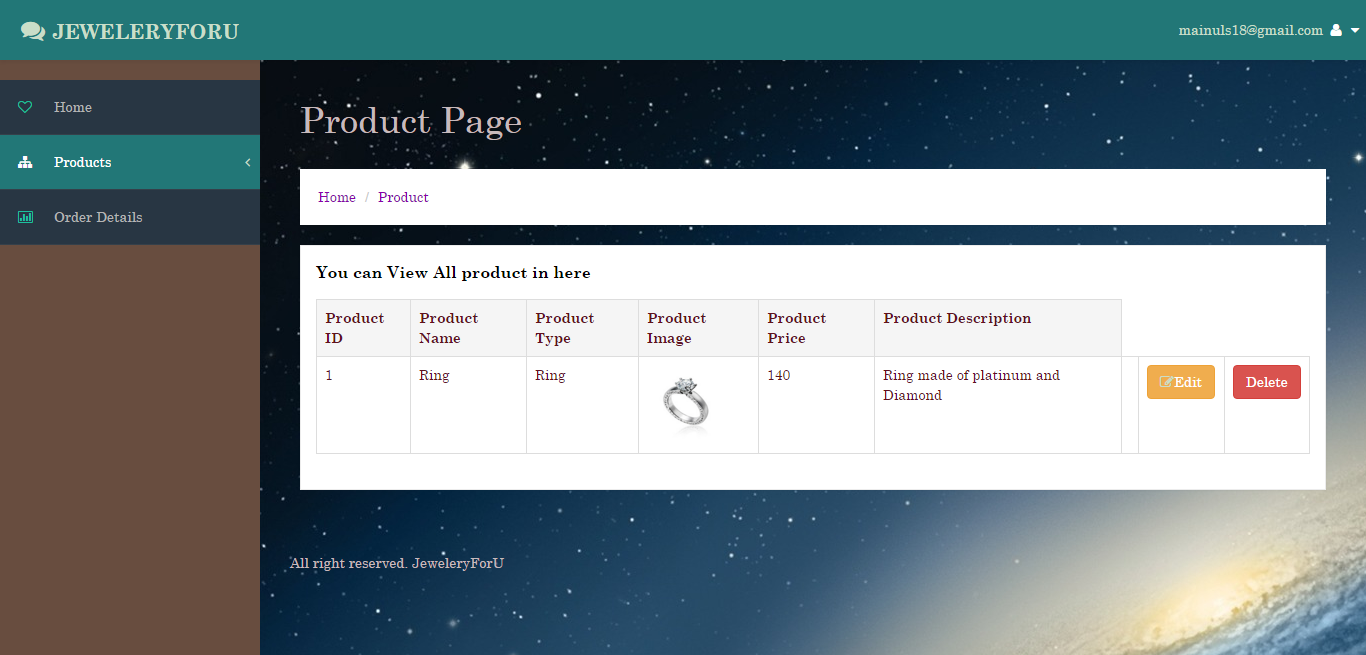 JEWELERYFORU
mainuls18@gmail.com
Home
Products
Order Details
Product Page
Home / Product
You can View All product in here
Product ID
Product Name
Product Type
Product Image
Product Price
Product Description
1
Ring
Ring
140
Ring made of platinum and
Diamond
Edit
Delete
All right reserved. JeweleryForU